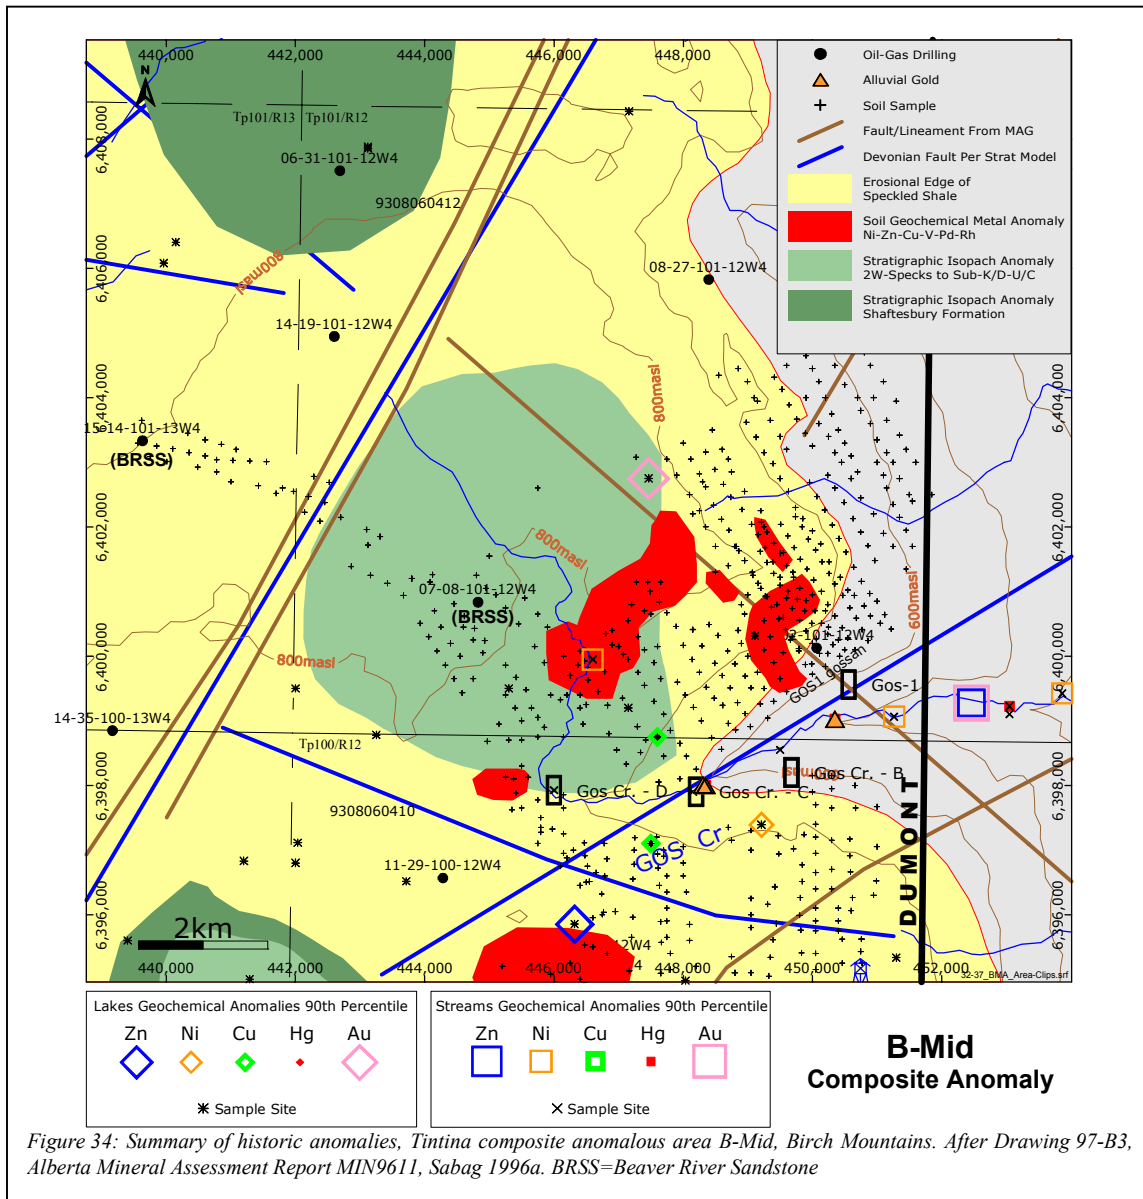 440,000 442,000 444,000 446,000 448,000
N
Oil-Gas Drilling
Alluvial Gold
Soil Sample
Fault/Lineament From MAG
Devonian Fault Per Strat Model
Erosional Edge of
Speckled Shale
Soil Geochemical Metal Anomaly
Ni-Zn-Cu-V-Pd-Rh
Stratigraphic Isopach Anomaly
2W-Specks to Sub-K/D-U/C
Stratigraphic Isopach Anomaly
Shaftesbury Formation
6,408,000
Tp101/R13 Tp101/R12
06-31-101-12W4
9308060412
6,406,000
800masl
08-27-101-12W4
14-19-101-12W4
6,404,000
6,404,000
800masl
15-14-101-13W4
(BRSS)
6,402,000
6,402,000
800masl
07-08-101-12W4
(BRSS)
600masl
6,400,000
6,400,000
2-101-12W4
800masl
GOS1 gossan
Gos-1
14-35-100-13W4
Tp100/R12
6,398,000
6,398,000
Gos Cr. - D
Gos Cr. - C
Gos Cr. - B
600masl
9308060410
GOS Cr
11-29-100-12W4
DUMONT
6,396,000
6,396,000
2km
12W4
440,000 442,000 444,000 446,000 448,000 450,000 452,000
32-37_BMA_Area-Clips.srf
Lakes Geochemical Anomalies 90th Percentile
Zn Ni Cu Hg Au
Sample Site
Streams Geochemical Anomalies 90th Percentile
Zn Ni Cu Hg Au
Sample Site
B-Mid
Composite Anomaly
Figure 34: Summary of historic anomalies, Tintina composite anomalous area B-Mid, Birch Mountains. After Drawing 97-B3,
Alberta Mineral Assessment Report MIN9611, Sabag 1996a. BRSS=Beaver River Sandstone